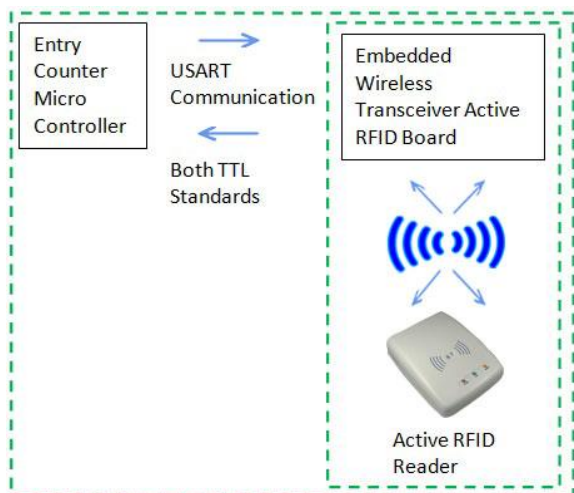 Entry
Counter
Micro
Controller
USART
Communication
Both TTL
Standards
Embedded
Wireless
Transceiver Active
RFID Board
Active RFID
Reader